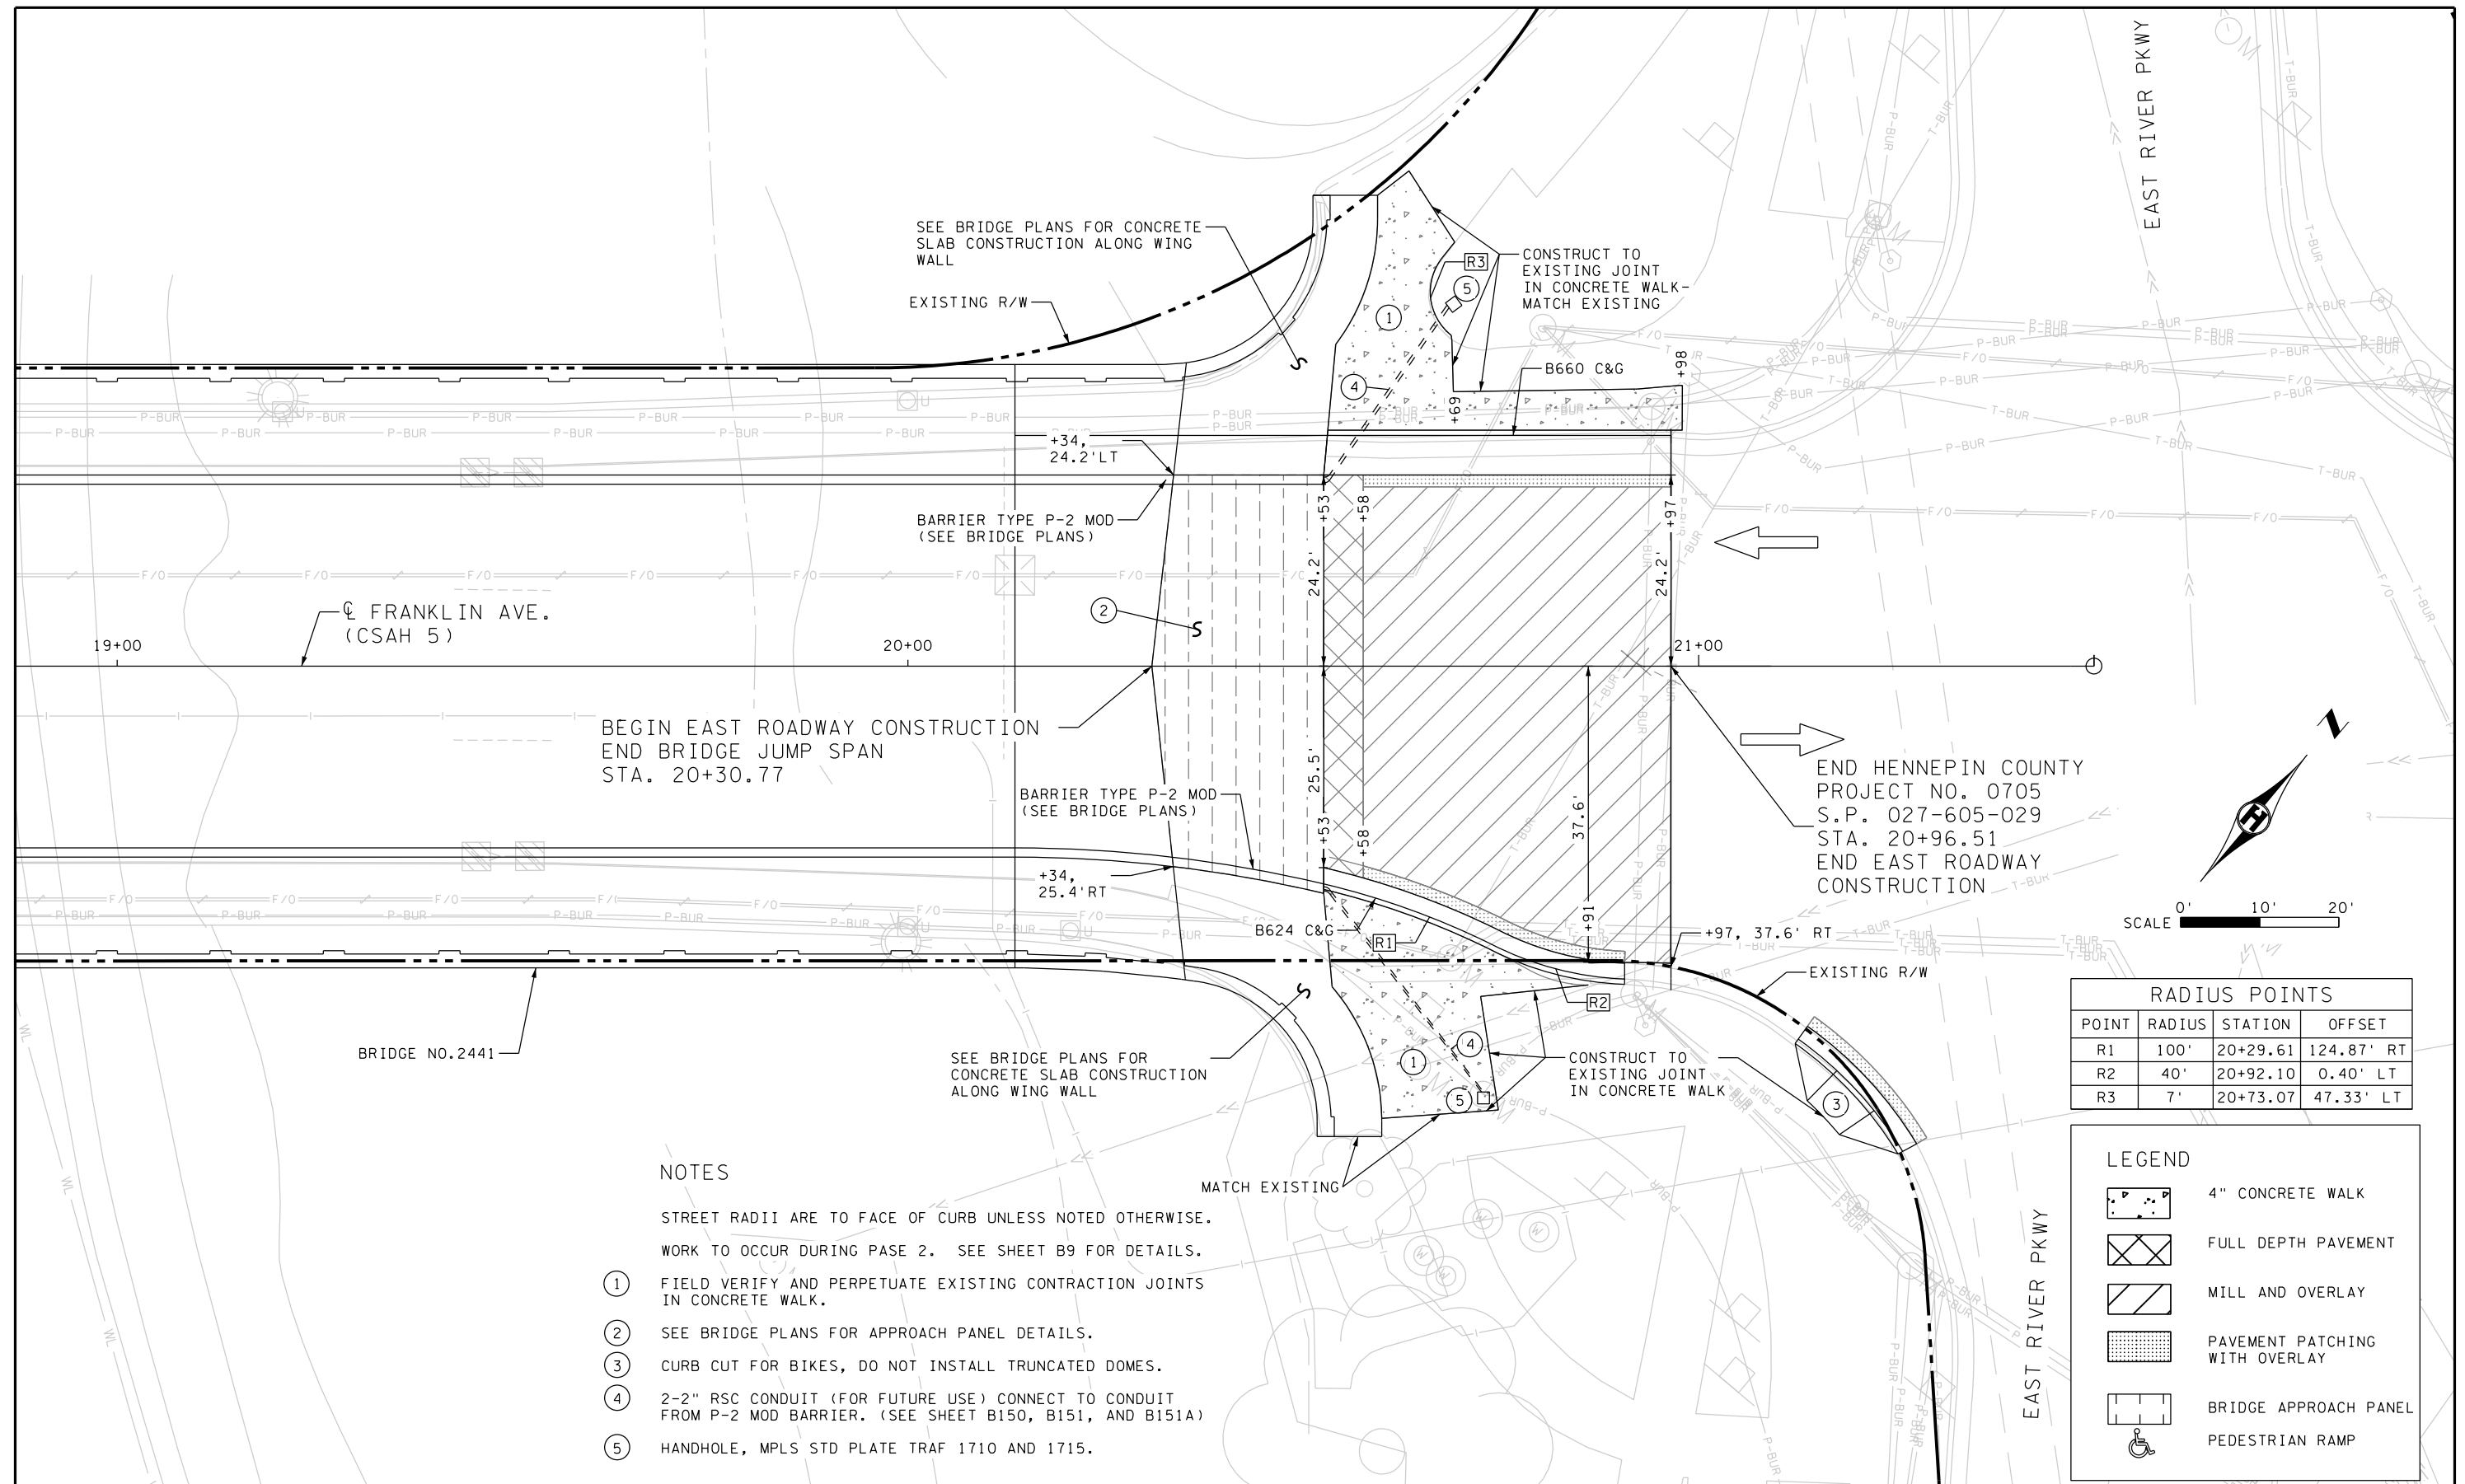 EAST RIVER PKWY
SEE BRIDGE PLANS FOR CONCRETE
SLAB CONSTRUCTION ALONG WING
WALL
EXISTING R/W
R3
5
CONSTRUCT TO
EXISTING JOINT
IN CONCRETE WALK-
MATCH EXISTING
1
4
B660 C&G
+98
+69
+34,
24.2'LT
BARRIER TYPE P-2 MOD
(SEE BRIDGE PLANS)
+53
+58
+97
24.2'
24.2'
2
℄ FRANKLIN AVE.
(CSAH 5)
19+00
20+00
21+00
BEGIN EAST ROADWAY CONSTRUCTION
END BRIDGE JUMP SPAN
STA. 20+30.77
25.5'
37.6'
BARRIER TYPE P-2 MOD
(SEE BRIDGE PLANS)
+53
+58
+34,
25.4'RT
+91
B624 C&G
R1
END HENNEPIN COUNTY
PROJECT NO. 0705
S.P. 027-605-029
STA. 20+96.51
END EAST ROADWAY
CONSTRUCTION
N
H
SCALE
0' 10' 20'
+97, 37.6' RT
EXISTING R/W
R2
BRIDGE NO.2441
SEE BRIDGE PLANS FOR
CONCRETE SLAB CONSTRUCTION
ALONG WING WALL
1
4
5
CONSTRUCT TO
EXISTING JOINT
IN CONCRETE WALK
3
MATCH EXISTING
EAST RIVER PKWY
RADIUS POINTS
POINT RADIUS STATION OFFSET
R1 100' 20+29.61 124.87' RT
R2 40' 20+92.10 0.40' LT
R3 7' 20+73.07 47.33' LT
NOTES
STREET RADII ARE TO FACE OF CURB UNLESS NOTED OTHERWISE.
WORK TO OCCUR DURING PASE 2. SEE SHEET B9 FOR DETAILS.
1 FIELD VERIFY AND PERPETUATE EXISTING CONTRACTION JOINTS
IN CONCRETE WALK.
2 SEE BRIDGE PLANS FOR APPROACH PANEL DETAILS.
3 CURB CUT FOR BIKES, DO NOT INSTALL TRUNCATED DOMES.
4 2-2" RSC CONDUIT (FOR FUTURE USE) CONNECT TO CONDUIT
FROM P-2 MOD BARRIER. (SEE SHEET B150, B151, AND B151A)
5 HANDHOLE, MPLS STD PLATE TRAF 1710 AND 1715.
LEGEND
4" CONCRETE WALK
FULL DEPTH PAVEMENT
MILL AND OVERLAY
PAVEMENT PATCHING
WITH OVERLAY
BRIDGE APPROACH PANEL
PEDESTRIAN RAMP